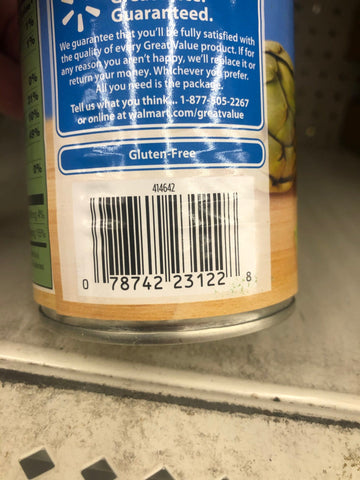 Guaranteed.
We guarantee that you'll be fully satisfied with
the quality of every Great Value product. If for
any reason you aren't happy, we'll replace it or
return your money. Whichever you prefer.
All you need is the package.
Tell us what you think... 1-877-505-2267
or online at walmart.com/greatvalue
Gluten-Free
414642
0 78742 23122 8
0%